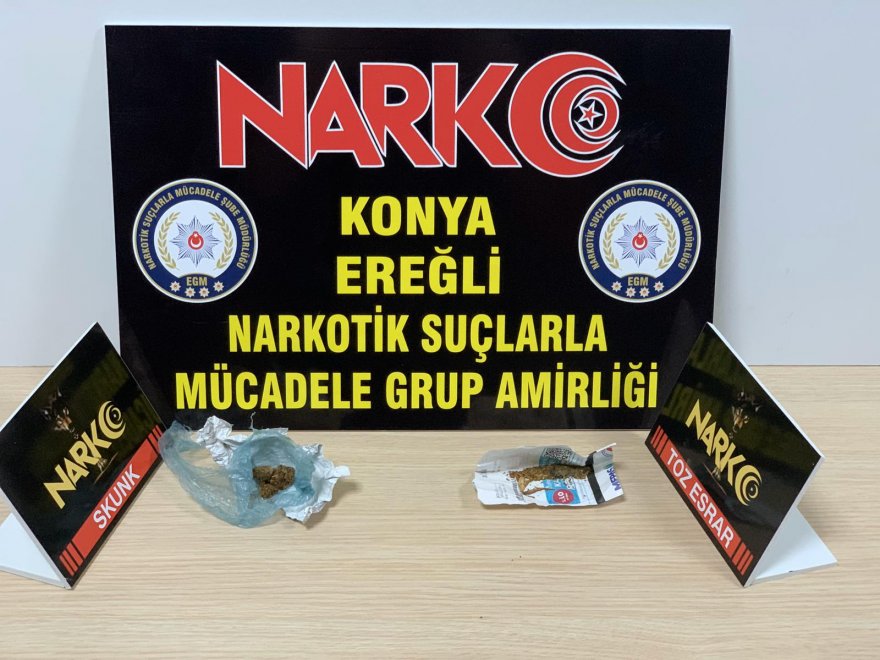 NARKO
KONYA
EREĞLİ
NARKOTİK SUÇLARLA
MÜCADELE GRUP AMİRLİĞİ
NARKOTİK SUÇLARLA MÜCADELE ŞUBE MÜDÜRLÜĞÜ
EGM
NARKOTİK SUÇLARLA MÜCADELE ŞUBE MÜDÜRLÜĞÜ
EGM
NARKO
SKUNK
NARKO
TOZ ESRAR